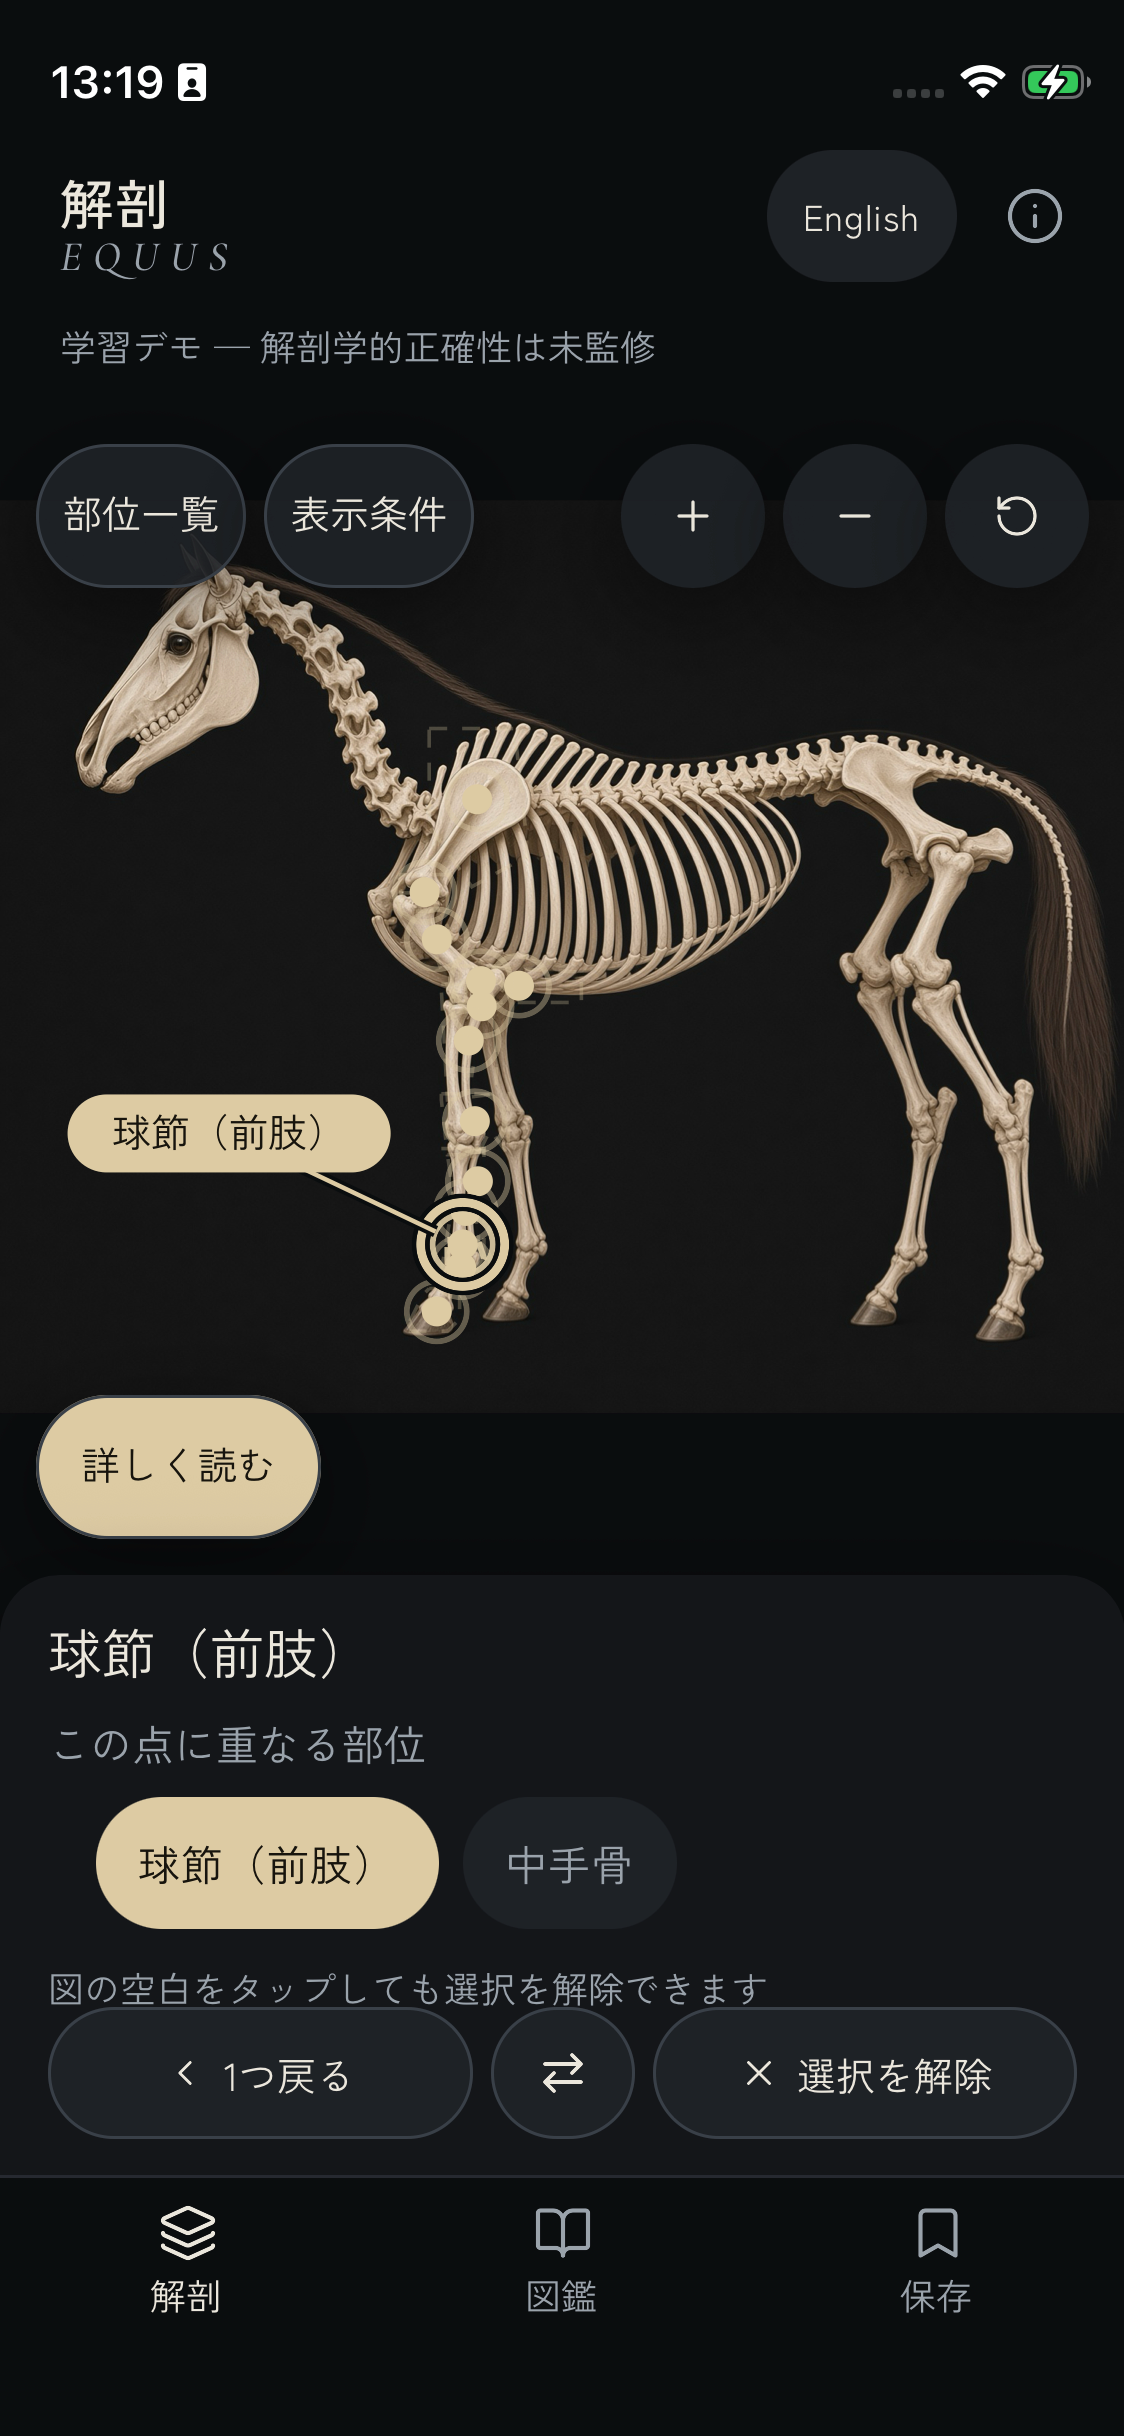 13:19
解剖
EQUUS
English
学習デモ — 解剖学的正確性は未監修
部位一覧
表示条件
球節（前肢）
詳しく読む
球節（前肢）
この点に重なる部位
球節（前肢）
中手骨
図の空白をタップしても選択を解除できます
1つ戻る
選択を解除
解剖
図鑑
保存